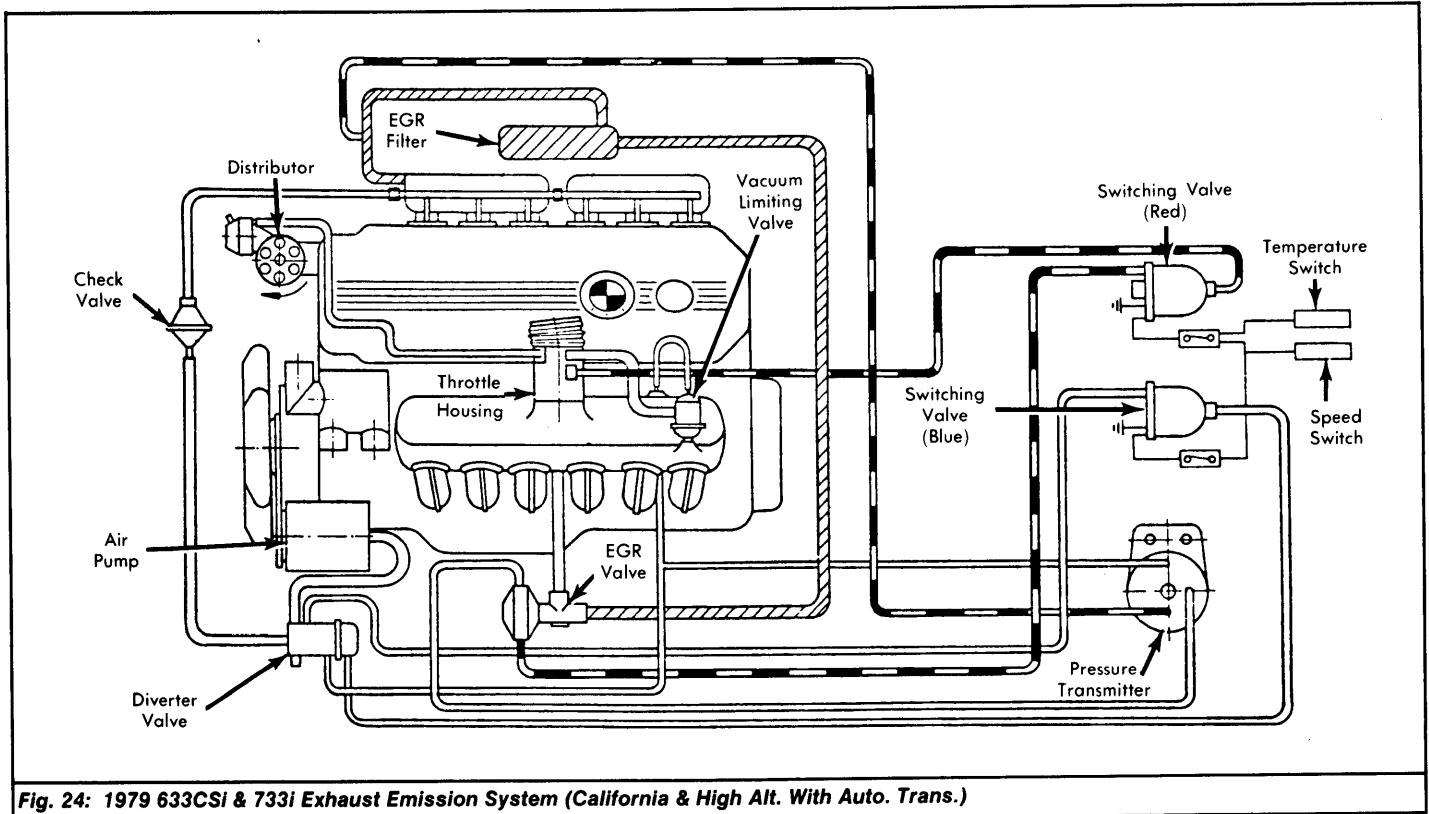 EGR
Filter
Distributor
Vacuum
Limiting
Valve
Switching Valve
(Red)
Temperature
Switch
Check
Valve
Throttle
Housing
Switching
Valve
(Blue)
Speed
Switch
Air
Pump
EGR
Valve
Pressure
Transmitter
Diverter
Valve
Fig. 24: 1979 633CSi & 733i Exhaust Emission System (California & High Alt. With Auto. Trans.)